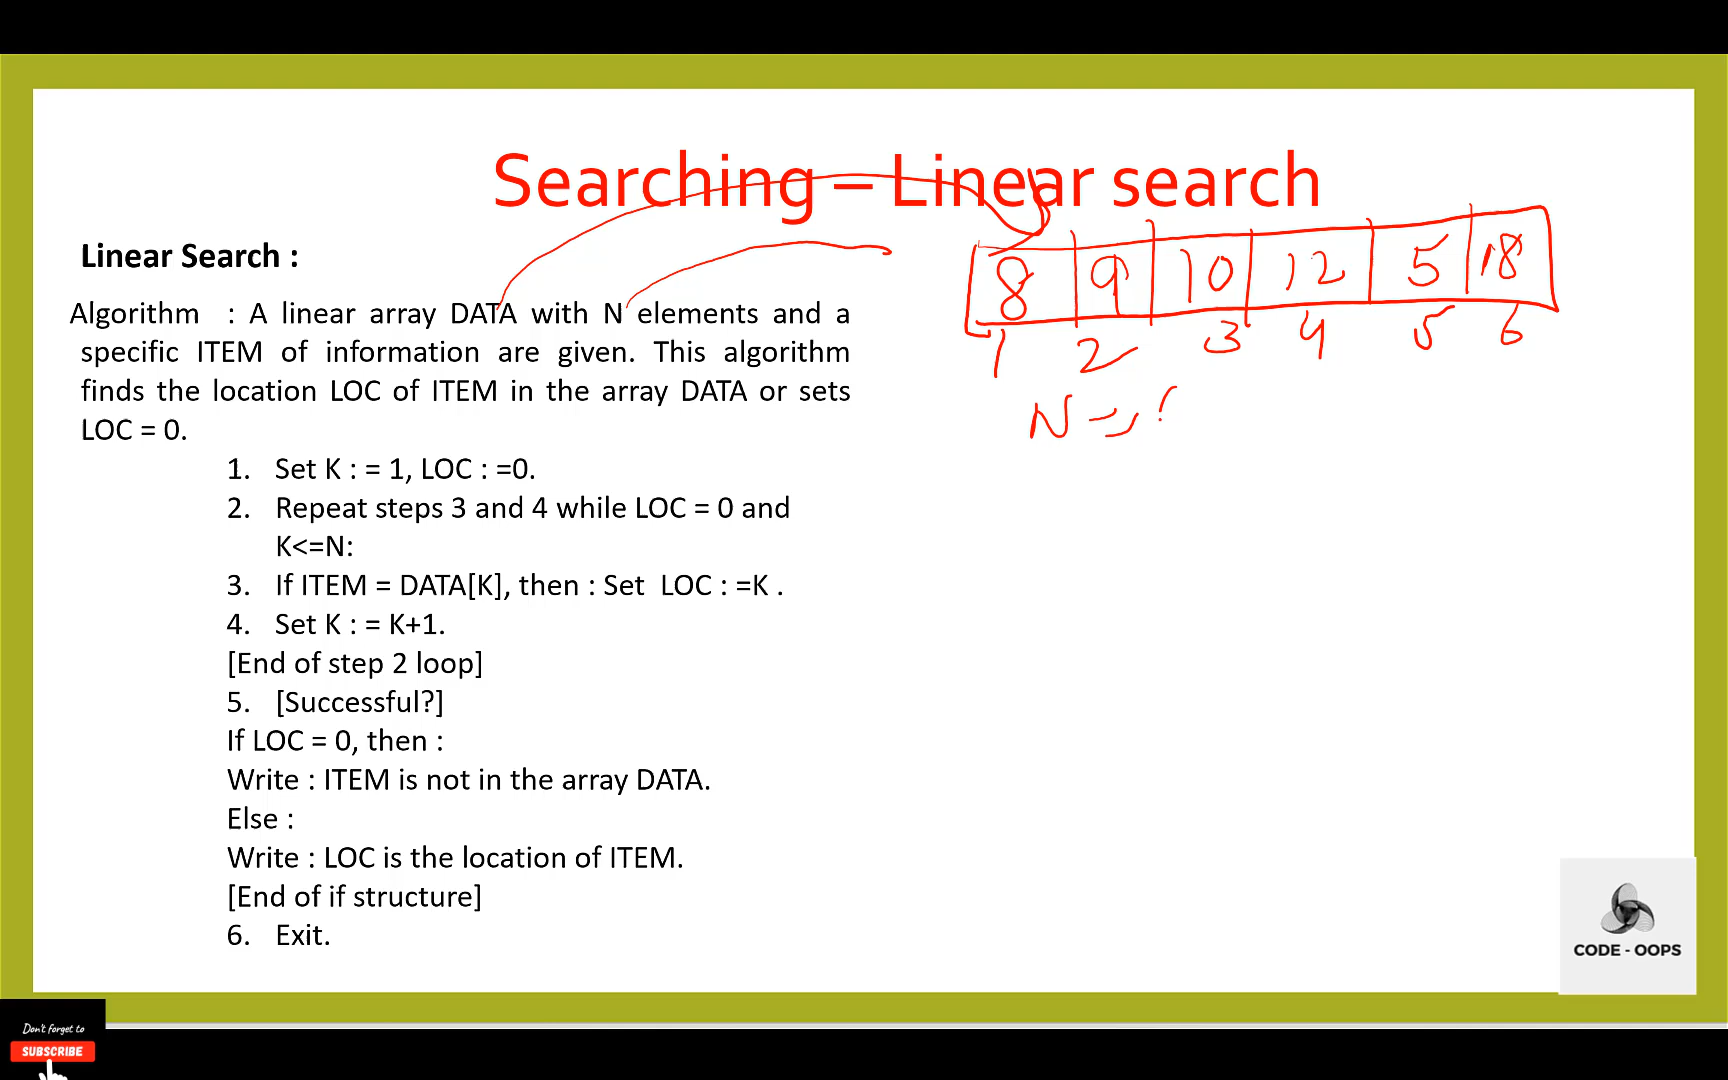 Searching – Linear search
Linear Search :
Algorithm : A linear array DATA with N elements and a
specific ITEM of information are given. This algorithm
finds the location LOC of ITEM in the array DATA or sets
LOC = 0.
1. Set K : = 1, LOC : =0.
2. Repeat steps 3 and 4 while LOC = 0 and
K<=N:
3. If ITEM = DATA[K], then : Set LOC : =K .
4. Set K : = K+1.
[End of step 2 loop]
5. [Successful?]
If LOC = 0, then :
Write : ITEM is not in the array DATA.
Else :
Write : LOC is the location of ITEM.
[End of if structure]
6. Exit.
8 9 10 12 5 18
1 2 3 4 5 6
N =
CODE - OOPS
Don't forget to
SUBSCRIBE